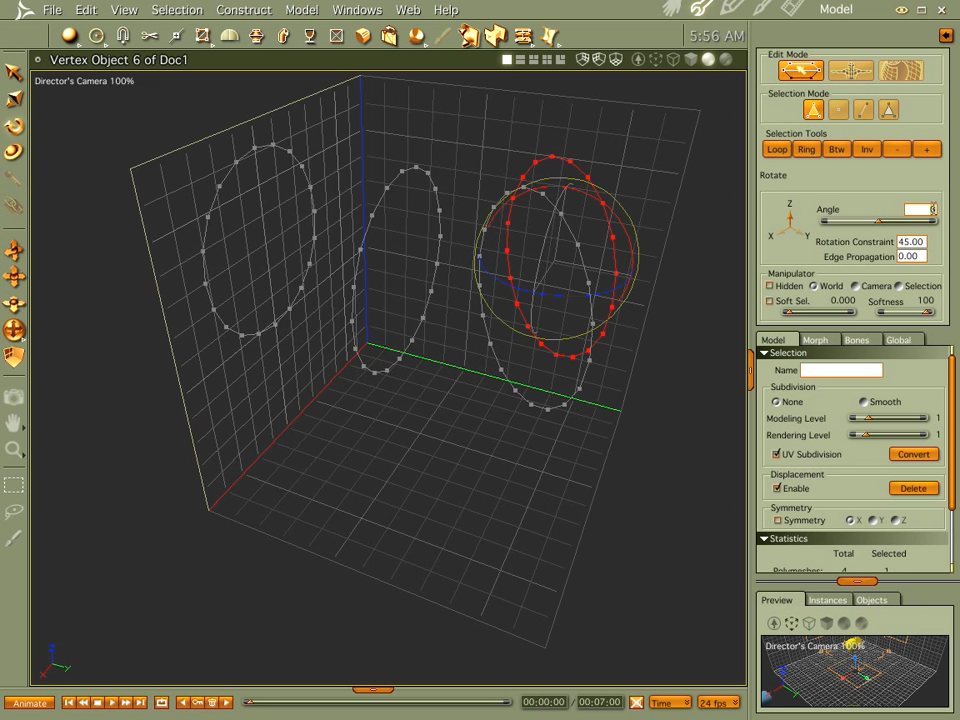 File Edit View Selection Construct Model Windows Web Help
Model
5:56 AM
Vertex Object 6 of Doc1
Director's Camera 100%
Edit Mode
Selection Mode
Selection Tools
Loop Ring Btw Inv - +
Rotate
Z
X Y
Angle
Rotation Constraint 45.00
Edge Propagation 0.00
Manipulator
Hidden World Camera Selection
Soft Sel. 0.000 Softness 100
Model Morph Bones Global
Selection
Name
Subdivision
None Smooth
Modeling Level 1
Rendering Level 1
UV Subdivision Convert
Displacement
Enable Delete
Symmetry
Symmetry X Y Z
Statistics
Total Selected
Polymeshes: 4 1
Preview Instances Objects
Director's Camera 100%
Z
X Y
Animate
00:00:00 / 00:07:00
Time
24 fps